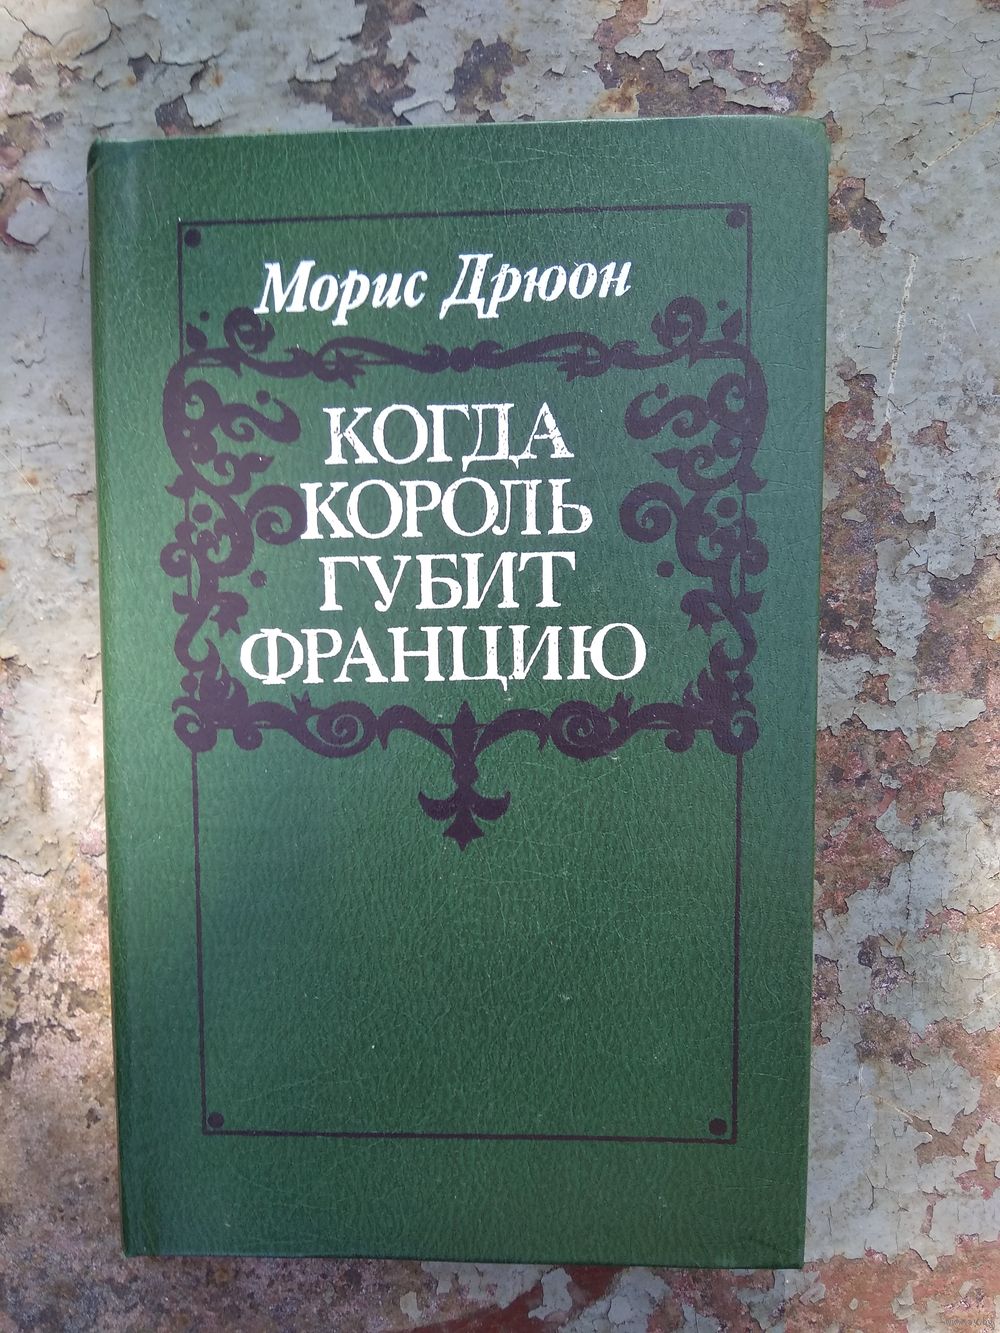 Морис Дрюон
КОГДА
КОРОЛЬ
ГУБИТ
ФРАНЦИЮ